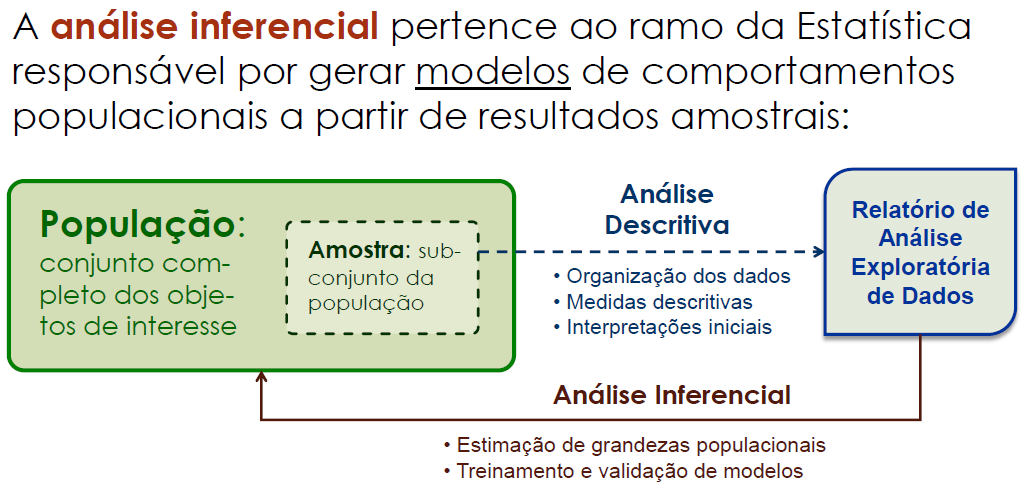 A análise inferencial pertence ao ramo da Estatística
responsável por gerar modelos de comportamentos
populacionais a partir de resultados amostrais:
População:
conjunto com-
pleto dos obje-
tos de interesse
Amostra: sub-
conjunto da
população
Análise
Descritiva
• Organização dos dados
• Medidas descritivas
• Interpretações iniciais
Relatório de
Análise
Exploratória
de Dados
Análise Inferencial
• Estimação de grandezas populacionais
• Treinamento e validação de modelos